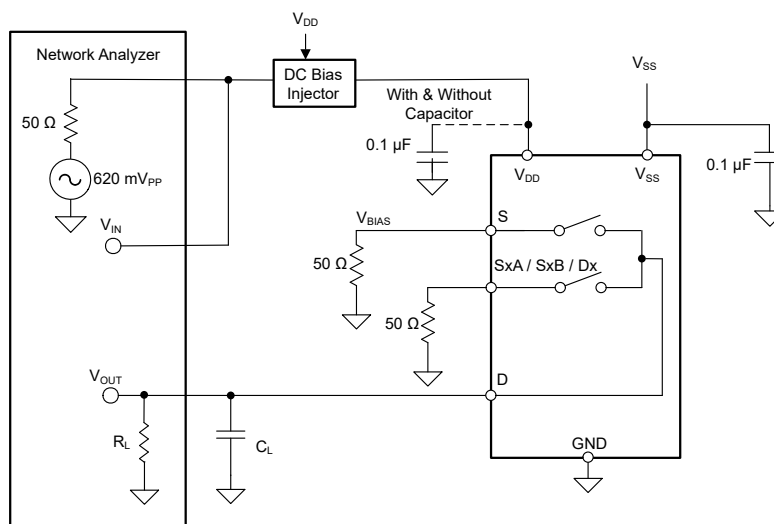 Network Analyzer
V_DD
DC Bias
Injector
V_SS
50 Ω
With & Without
Capacitor
620 mV_PP
0.1 µF
V_DD
V_SS
0.1 µF
V_IN
V_BIAS
S
50 Ω
SxA / SxB / Dx
50 Ω
V_OUT
D
R_L
C_L
GND